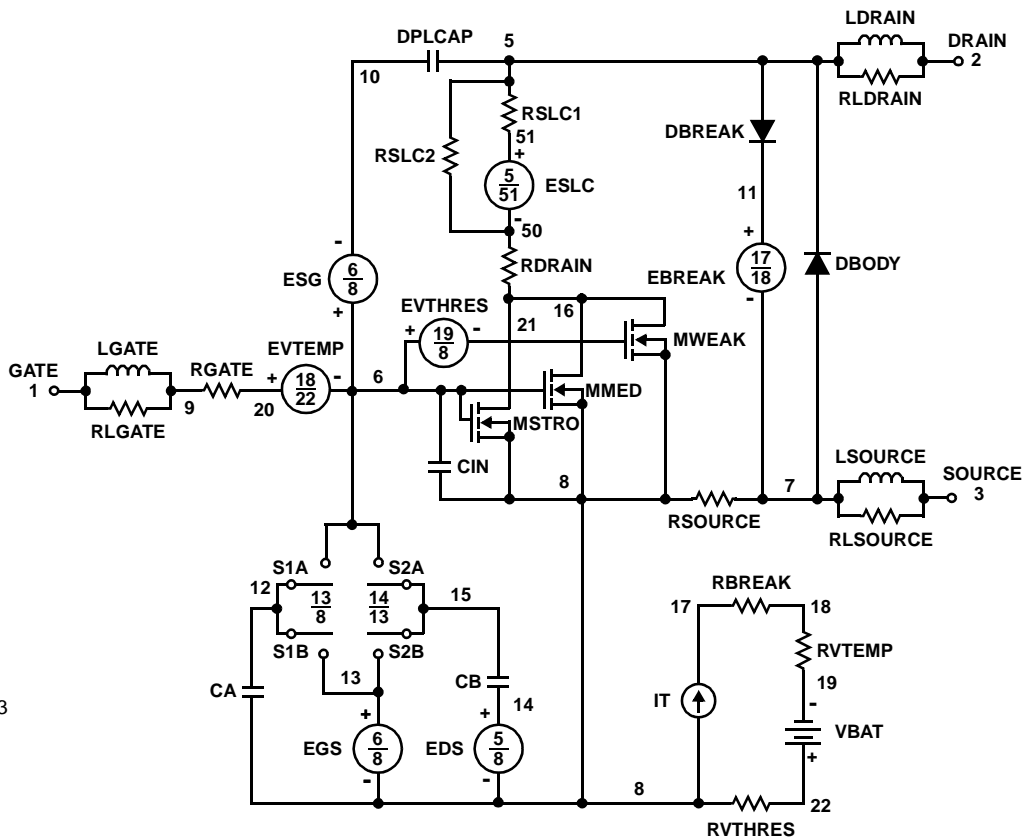 LDRAIN
DPLCAP 5 DRAIN
10 2
RLDRAIN
RSLC1
DBREAK
51
RSLC2 +
5
51
ESLC
11
-
50
- +
17
18
ESG 6
8
RDRAIN EBREAK DBODY
+ EVTHRES 16 -
21
+ 19
8
- MWEAK
LGATE EVTEMP
GATE RGATE + 18
22
- 6
1 MMED
9 20
RLGATE MSTRO
LSOURCE
CIN SOURCE
8 7
3
RSOURCE
RLSOURCE
S1A S2A
12 13
8
14
13
15 RBREAK
17 18
S1B S2B
RVTEMP
13 CB 19
CA 14 IT -
3
+ + VBAT
EGS 6
8
EDS 5
8
+
- - 8 22
RVTHRES